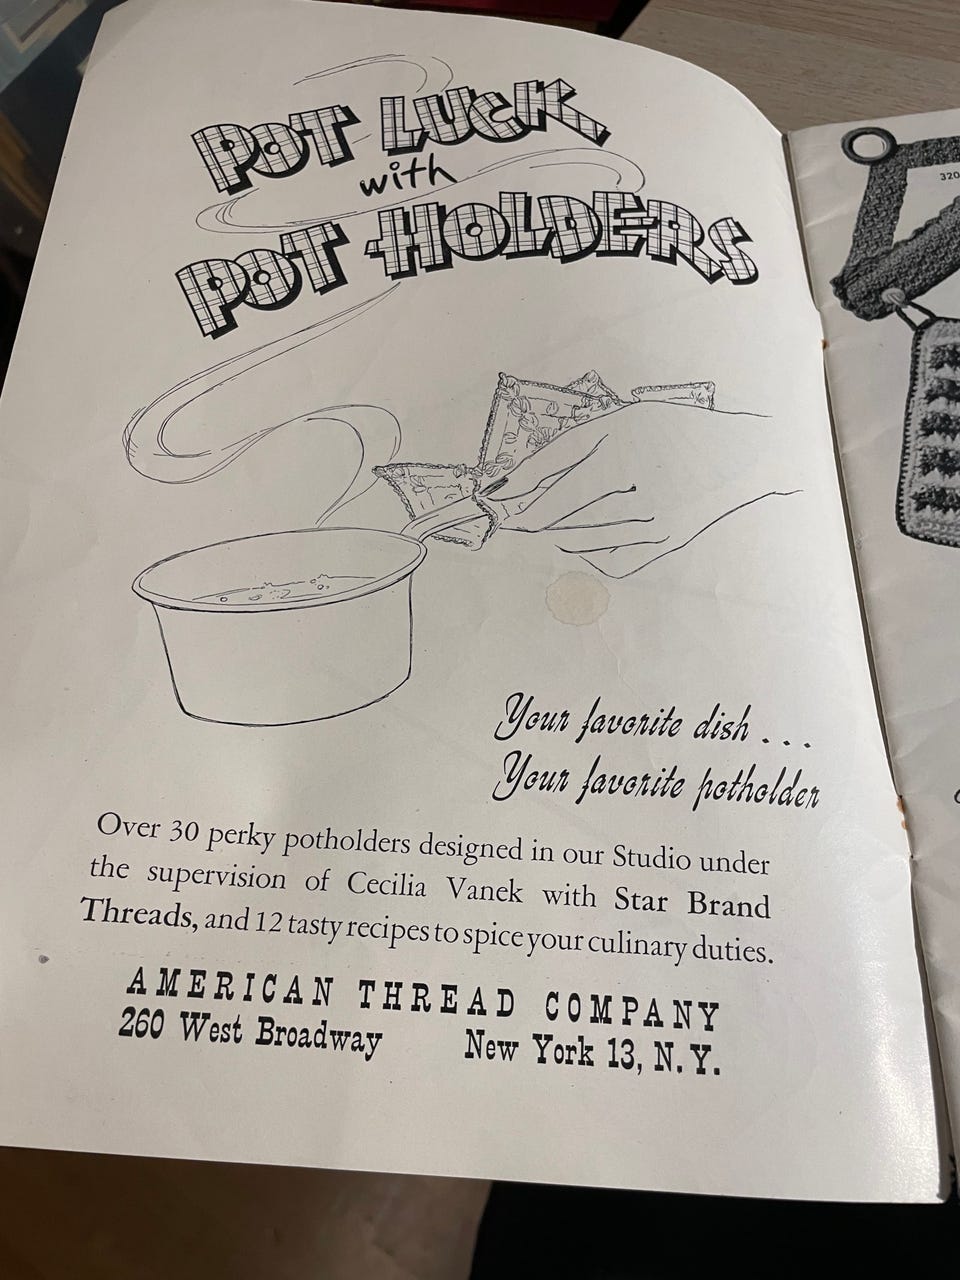 POT LUCK
with
POT HOLDERS
Your favorite dish . . .
Your favorite potholder
Over 30 perky potholders designed in our Studio under
the supervision of Cecilia Vanek with Star Brand
Threads, and 12 tasty recipes to spice your culinary duties.
AMERICAN THREAD COMPANY
260 West Broadway New York 13, N. Y.
320